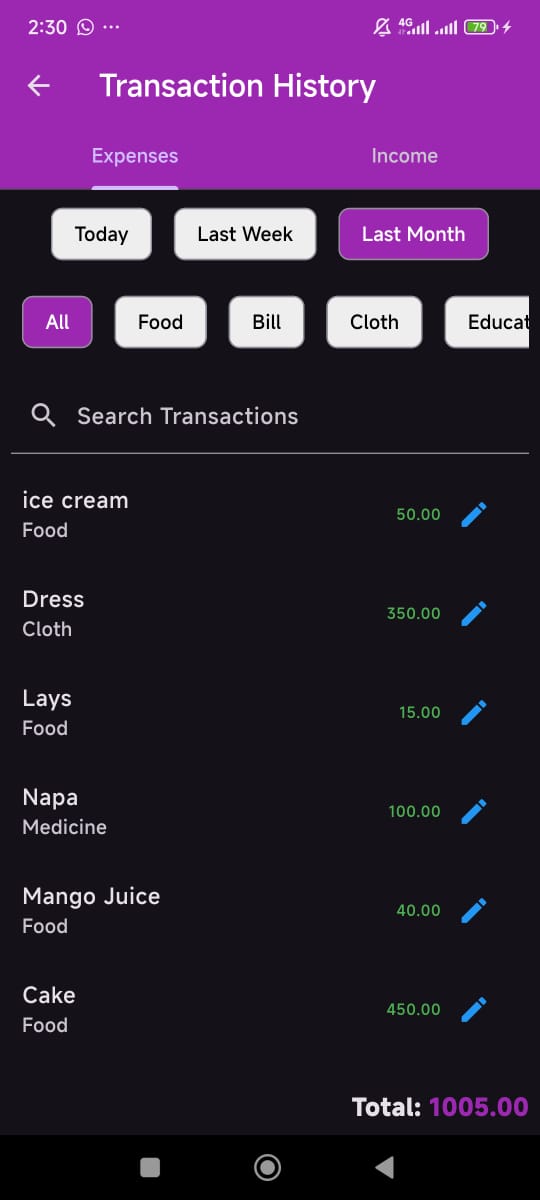 2:30 ... 4G 79
Transaction History
Expenses Income
Today Last Week Last Month
All Food Bill Cloth Educat
Search Transactions
ice cream
Food
50.00
Dress
Cloth
350.00
Lays
Food
15.00
Napa
Medicine
100.00
Mango Juice
Food
40.00
Cake
Food
450.00
Total: 1005.00